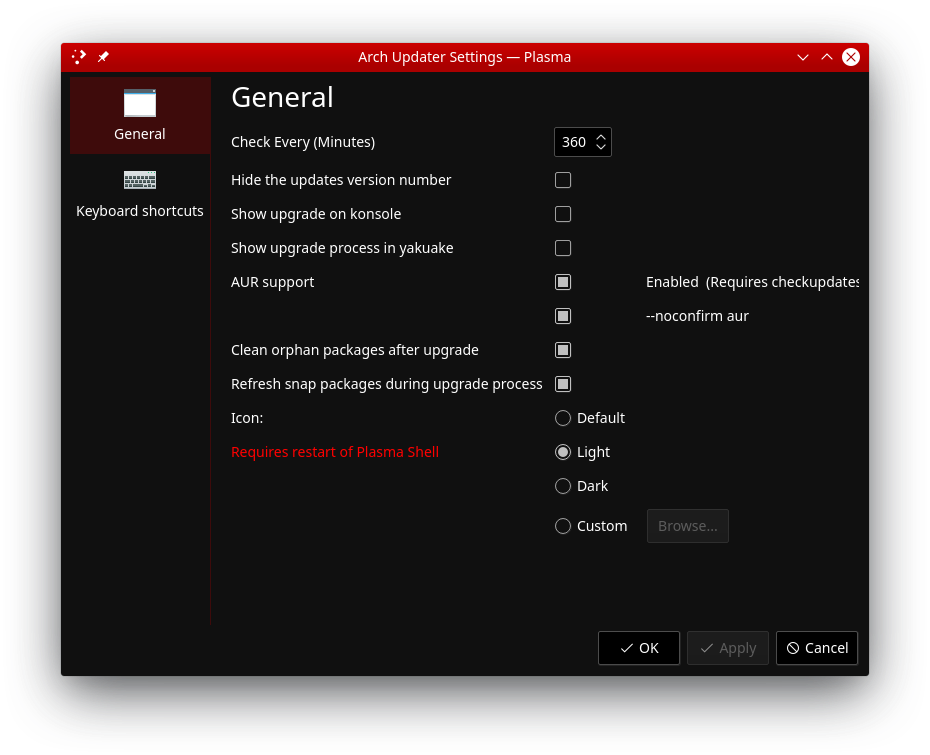 Arch Updater Settings — Plasma
General
Keyboard shortcuts
General
Check Every (Minutes) 360
Hide the updates version number
Show upgrade on konsole
Show upgrade process in yakuake
AUR support Enabled (Requires checkupdates
--noconfirm aur
Clean orphan packages after upgrade
Refresh snap packages during upgrade process
Icon: Default
Requires restart of Plasma Shell Light
Dark
Custom Browse...
OK Apply Cancel